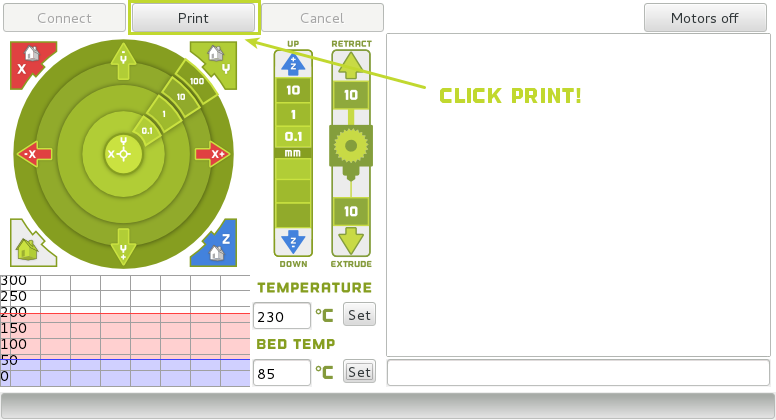 Connect
Print
Cancel
Motors off
UP
RETRACT
X
-Y
Y
100
10
1
0.1
+Z
10
1
0.1
mm
10
-X
Y
X
X+
CLICK PRINT!
Y+
Z
-Z
10
DOWN
EXTRUDE
300
250
200
150
100
50
0
TEMPERATURE
230
°C
Set
BED TEMP
85
°C
Set